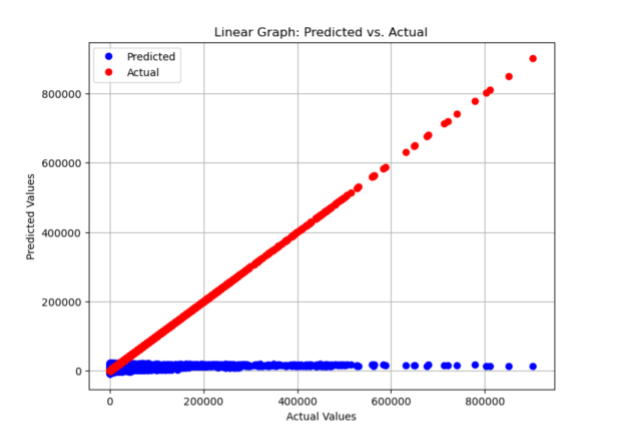 Linear Graph: Predicted vs. Actual
Predicted
Actual
800000
600000
400000
200000
0
Predicted Values
0 200000 400000 600000 800000
Actual Values